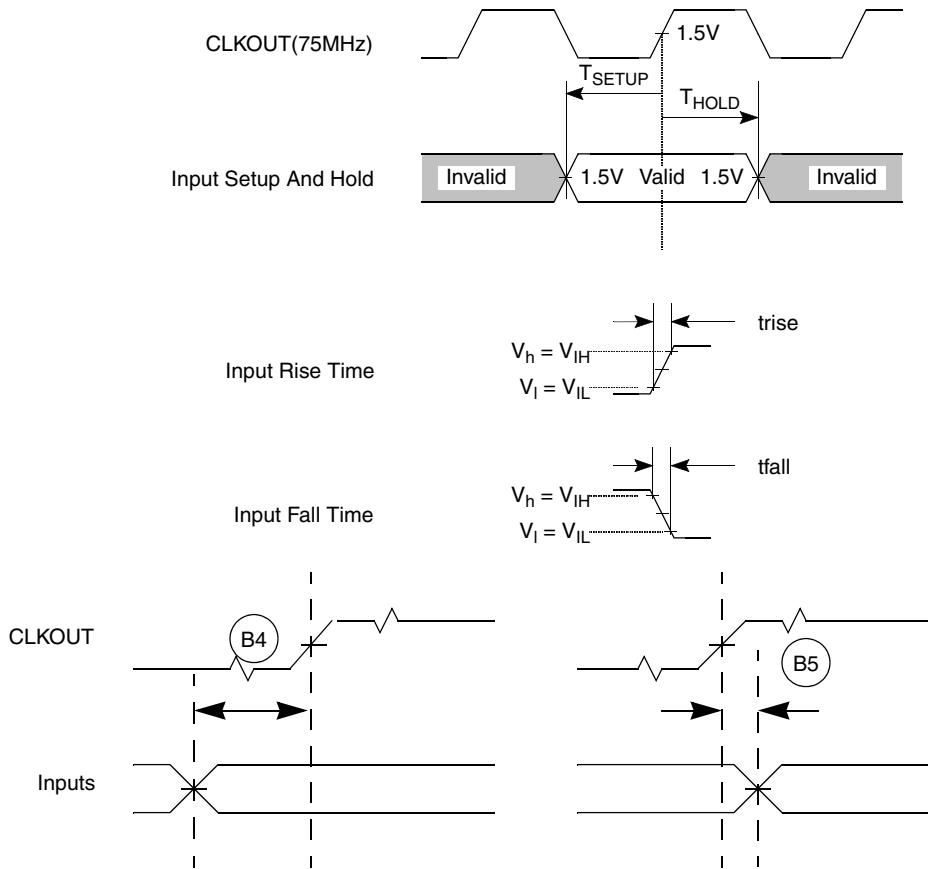 CLKOUT(75MHz)
1.5V
TSETUP
THOLD
Input Setup And Hold
Invalid
1.5V Valid 1.5V
Invalid
trise
Input Rise Time
Vh = VIH
Vl = VIL
tfall
Input Fall Time
Vh = VIH
Vl = VIL
CLKOUT
B4
B5
Inputs